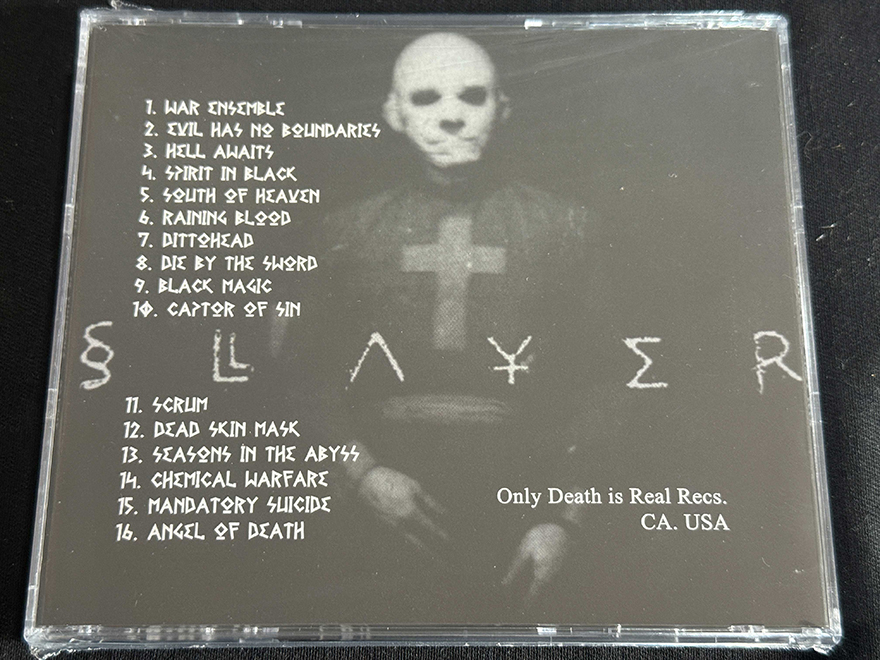 1. WAR ENSEMBLE
2. EVIL HAS NO BOUNDARIES
3. HELL AWAITS
4. SPIRIT IN BLACK
5. SOUTH OF HEAVEN
6. RAINING BLOOD
7. DITTOHEAD
8. DIE BY THE SWORD
9. BLACK MAGIC
10. CAPTOR OF SIN
SLAYER
11. SCRUM
12. DEAD SKIN MASK
13. SEASONS IN THE ABYSS
14. CHEMICAL WARFARE
15. MANDATORY SUICIDE
16. ANGEL OF DEATH
Only Death is Real Recs.
CA. USA